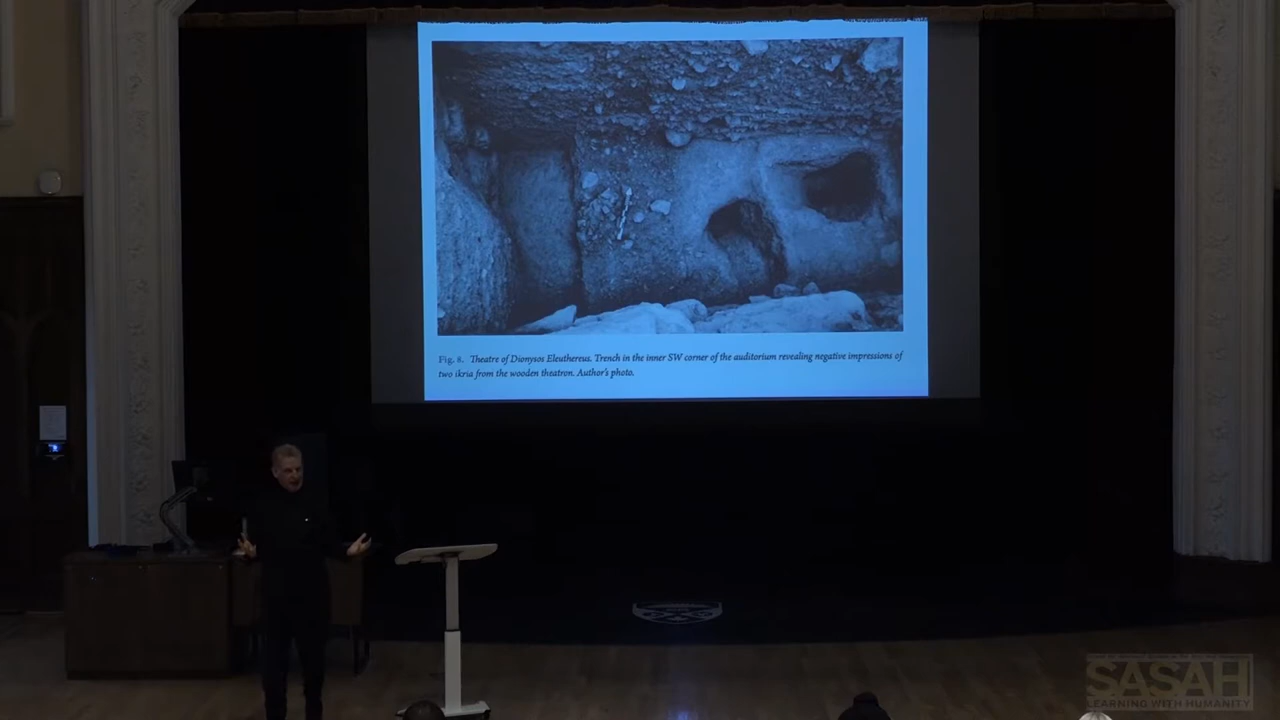 Fig. 8. Theatre of Dionysos Eleuthereus. Trench in the inner SW corner of the auditorium revealing negative impressions of
two ikria from the wooden theatron. Author's photo.
SASAH
LEARNING WITH HUMANITY